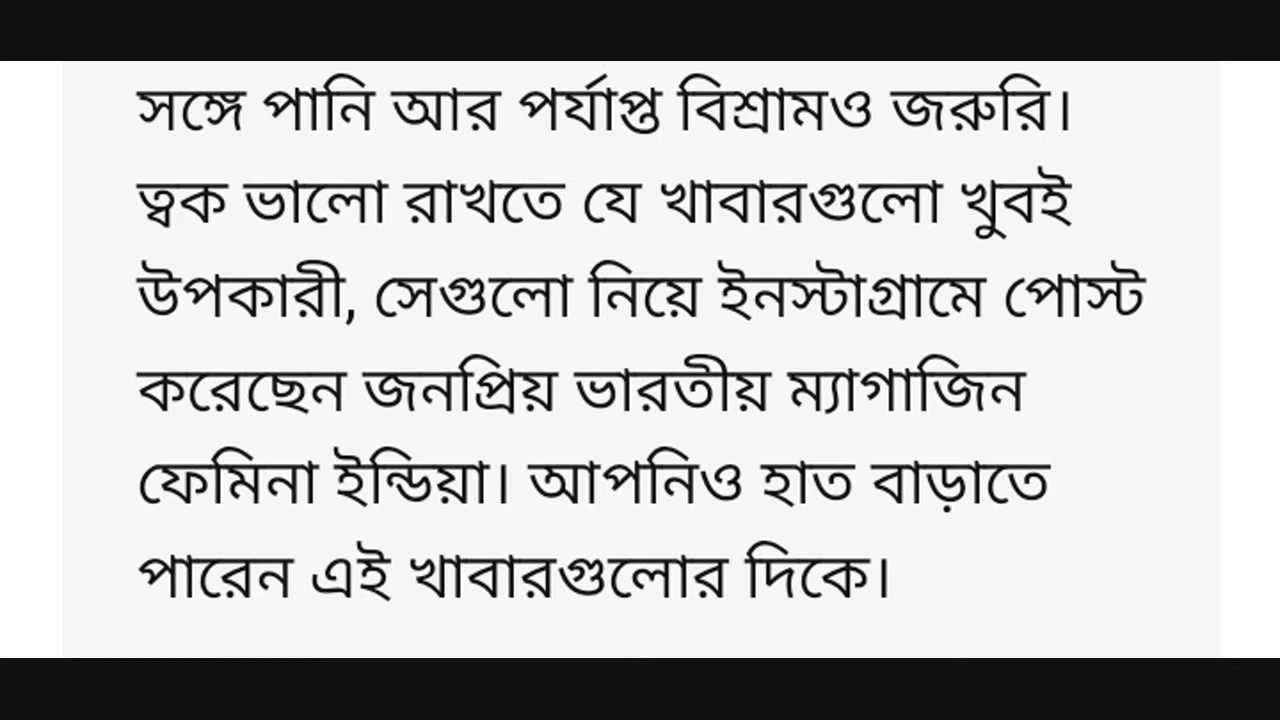 সঙ্গে পানি আর পর্যাপ্ত বিশ্রামও জরুরি।
ত্বক ভালো রাখতে যে খাবারগুলো খুবই
উপকারী, সেগুলো নিয়ে ইনস্টাগ্রামে পোস্ট
করেছেন জনপ্রিয় ভারতীয় ম্যাগাজিন
ফেমিনা ইন্ডিয়া। আপনিও হাত বাড়াতে
পারেন এই খাবারগুলোর দিকে।